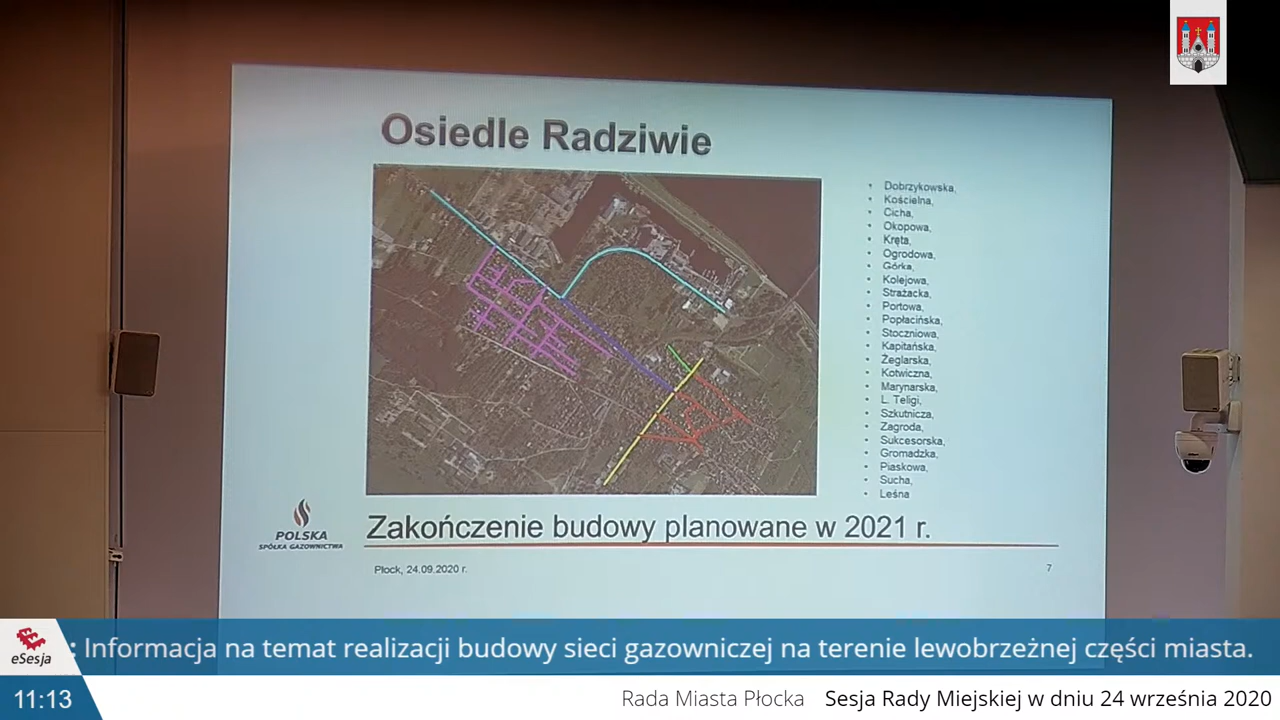 Osiedle Radziwie
• Dobrzykowska,
• Kościelna,
• Cicha,
• Okopowa,
• Kręta,
• Ogrodowa,
• Górka,
• Kolejowa,
• Strażacka,
• Portowa,
• Popłacińska,
• Stoczniowa,
• Kapitańska,
• Żeglarska,
• Kotwiczna,
• Marynarska,
• L. Teligi,
• Szkutnicza,
• Zagroda,
• Sukcesorska,
• Gromadzka,
• Piaskowa,
• Sucha,
• Leśna
POLSKA
SPÓŁKA GAZOWNICTWA
Zakończenie budowy planowane w 2021 r.
Płock, 24.09.2020 r.
7
eSesja
: Informacja na temat realizacji budowy sieci gazowniczej na terenie lewobrzeżnej części miasta.
11:13
Rada Miasta Płocka Sesja Rady Miejskiej w dniu 24 września 2020